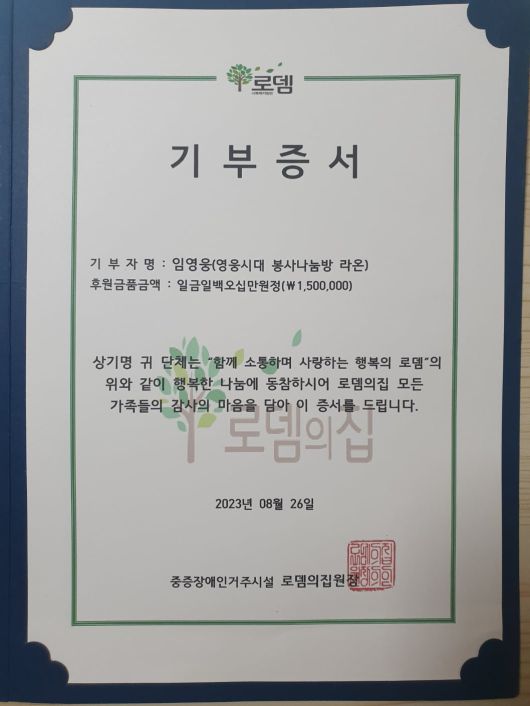 로뎀
기부증서
기 부 자 명 : 임영웅(영웅시대 봉사나눔방 라온)
후원금품금액 : 일금일백오십만원정(₩1,500,000)
상기명 귀 단체는 "함께 소통하며 사랑하는 행복의 로뎀"의
위와 같이 행복한 나눔에 동참하시어 로뎀의집 모든
가족들의 감사의 마음을 담아 이 증서를 드립니다.
로뎀의집
2023년 08월 26일
중증장애인거주시설 로뎀의집원장